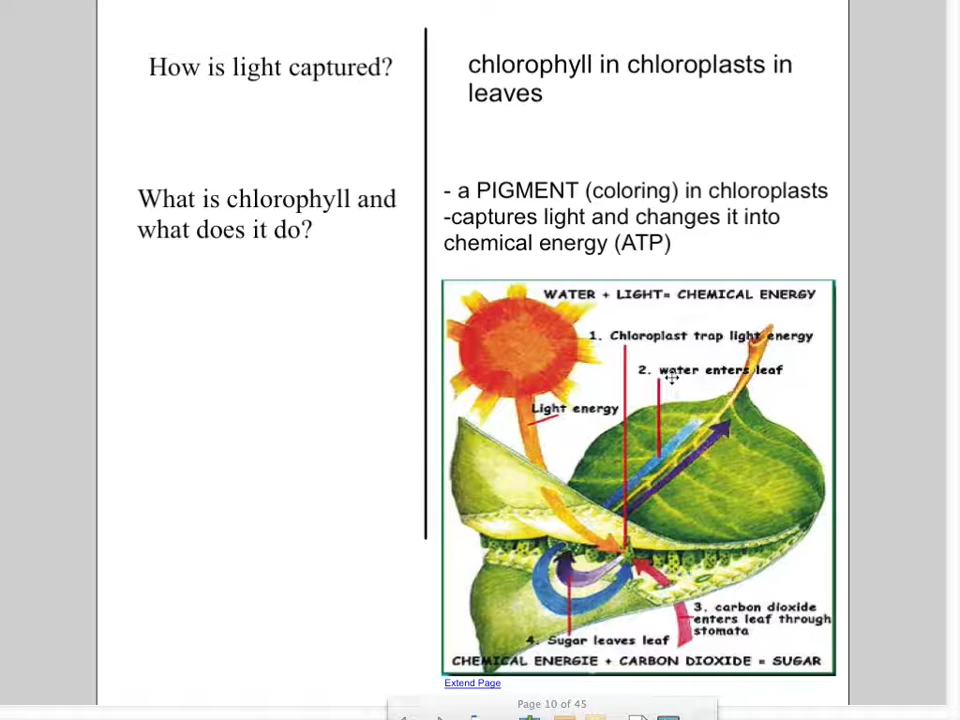 How is light captured?
chlorophyll in chloroplasts in
leaves
What is chlorophyll and
what does it do?
- a PIGMENT (coloring) in chloroplasts
-captures light and changes it into
chemical energy (ATP)
WATER + LIGHT= CHEMICAL ENERGY
1. Chloroplast trap light energy
2. water enters leaf
Light energy
3. carbon dioxide
enters leaf through
stomata
4. Sugar leaves leaf
CHEMICAL ENERGIE + CARBON DIOXIDE = SUGAR
Extend Page
Page 10 of 45